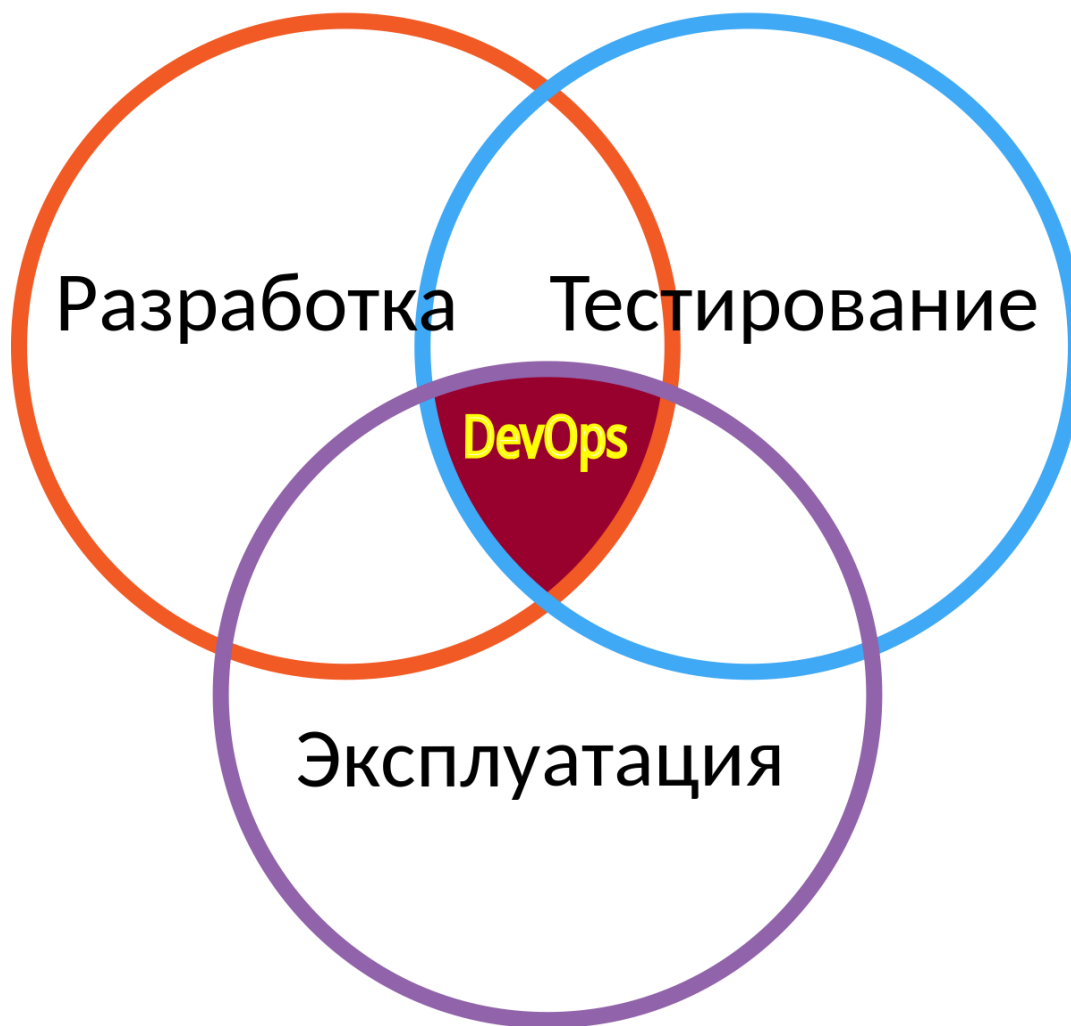 Разработка
Тестирование
DevOps
Эксплуатация